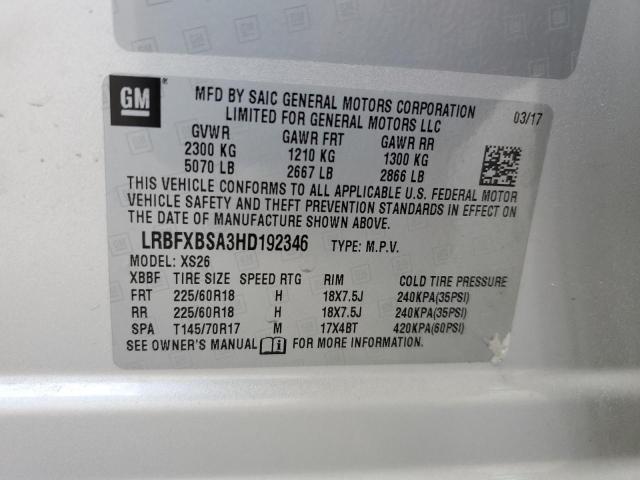 GM
MFD BY SAIC GENERAL MOTORS CORPORATION
LIMITED FOR GENERAL MOTORS LLC
03/17
GVWR GAWR FRT GAWR RR
2300 KG 1210 KG 1300 KG
5070 LB 2667 LB 2866 LB
THIS VEHICLE CONFORMS TO ALL APPLICABLE U.S. FEDERAL MOTOR
VEHICLE SAFETY AND THEFT PREVENTION STANDARDS IN EFFECT ON
THE DATE OF MANUFACTURE SHOWN ABOVE.
LRBFXBSA3HD192346 TYPE: M.P.V.
MODEL: XS26
XBBF TIRE SIZE SPEED RTG RIM COLD TIRE PRESSURE
FRT 225/60R18 H 18X7.5J 240KPA(35PSI)
RR 225/60R18 H 18X7.5J 240KPA(35PSI)
SPA T145/70R17 M 17X4BT 420KPA(60PSI)
SEE OWNER'S MANUAL FOR MORE INFORMATION.